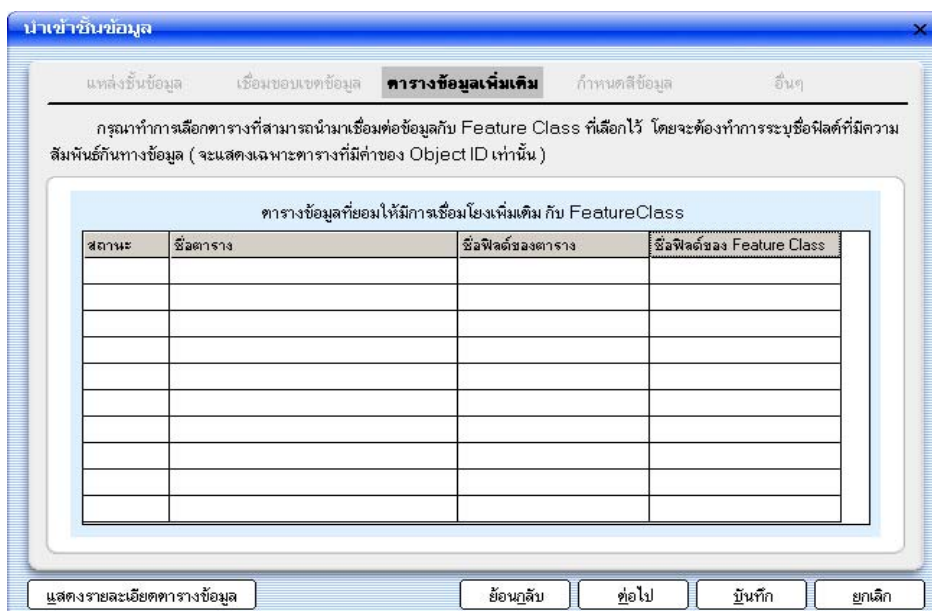 นำเข้าชั้นข้อมูล
แหล่งชั้นข้อมูล เชื่อมขอบเขตข้อมูล ตารางข้อมูลเพิ่มเติม กำหนดสีข้อมูล อื่นๆ
กรุณาทำการเลือกตารางที่สามารถนำมาเชื่อมต่อข้อมูลกับ Feature Class ที่เลือกไว้ โดยจะต้องทำการระบุชื่อฟิลด์ที่มีความ
สัมพันธ์กันทางข้อมูล ( จะแสดงเฉพาะตารางที่มีค่าของ Object ID เท่านั้น )
ตารางข้อมูลที่ยอมให้มีการเชื่อมโยงเพิ่มเติม กับ FeatureClass
สถานะ ชื่อตาราง ชื่อฟิลด์ของตาราง ชื่อฟิลด์ของ Feature Class
แสดงรายละเอียดตารางข้อมูล ย้อนกลับ ต่อไป บันทึก ยกเลิก